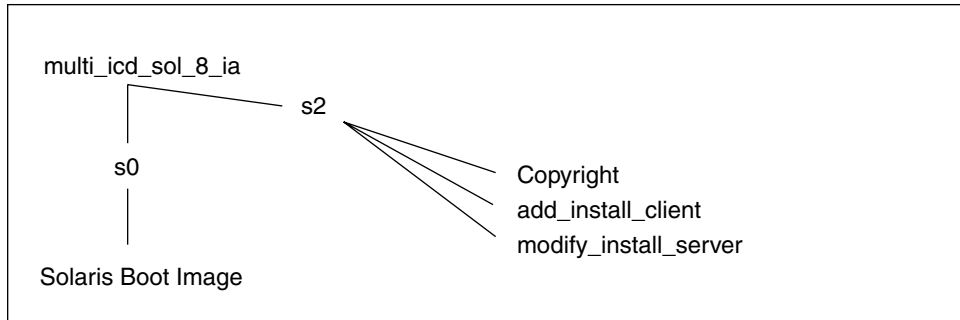 multi_icd_sol_8_ia
s2
s0
Copyright
add_install_client
modify_install_server
Solaris Boot Image